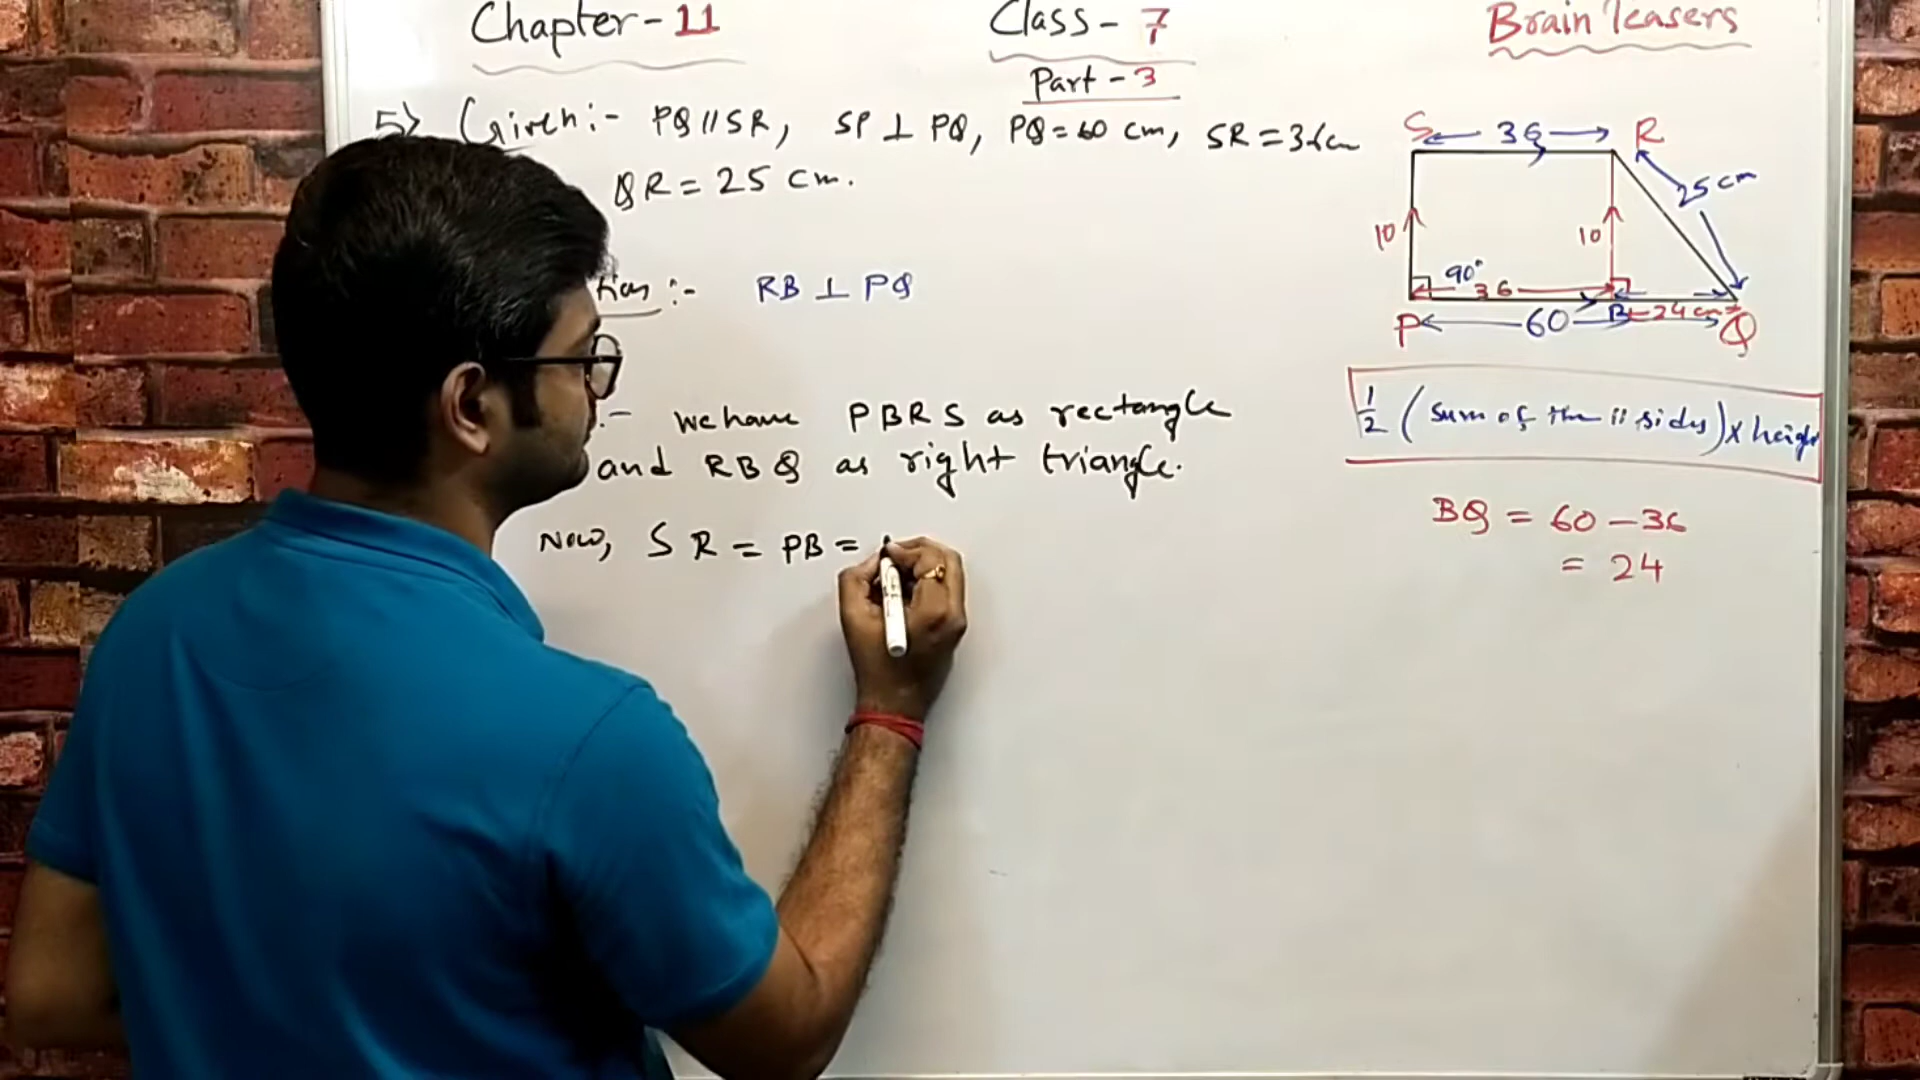 Chapter - 11
Class - 7
Brain Teasers
Part - 3
5) Given :- PQ || SR, SP ⊥ PQ, PQ = 60 cm, SR = 36cm
QR = 25 cm.
:- RB ⊥ PQ
:- we have PBRS as rectangle
and RBQ as right triangle.
Now, SR = PB =
S 36 R
25 cm
10 10
90°
36
B 24 cm
P 60 Q
1/2 (sum of the || sides) x height
BQ = 60 - 36
= 24